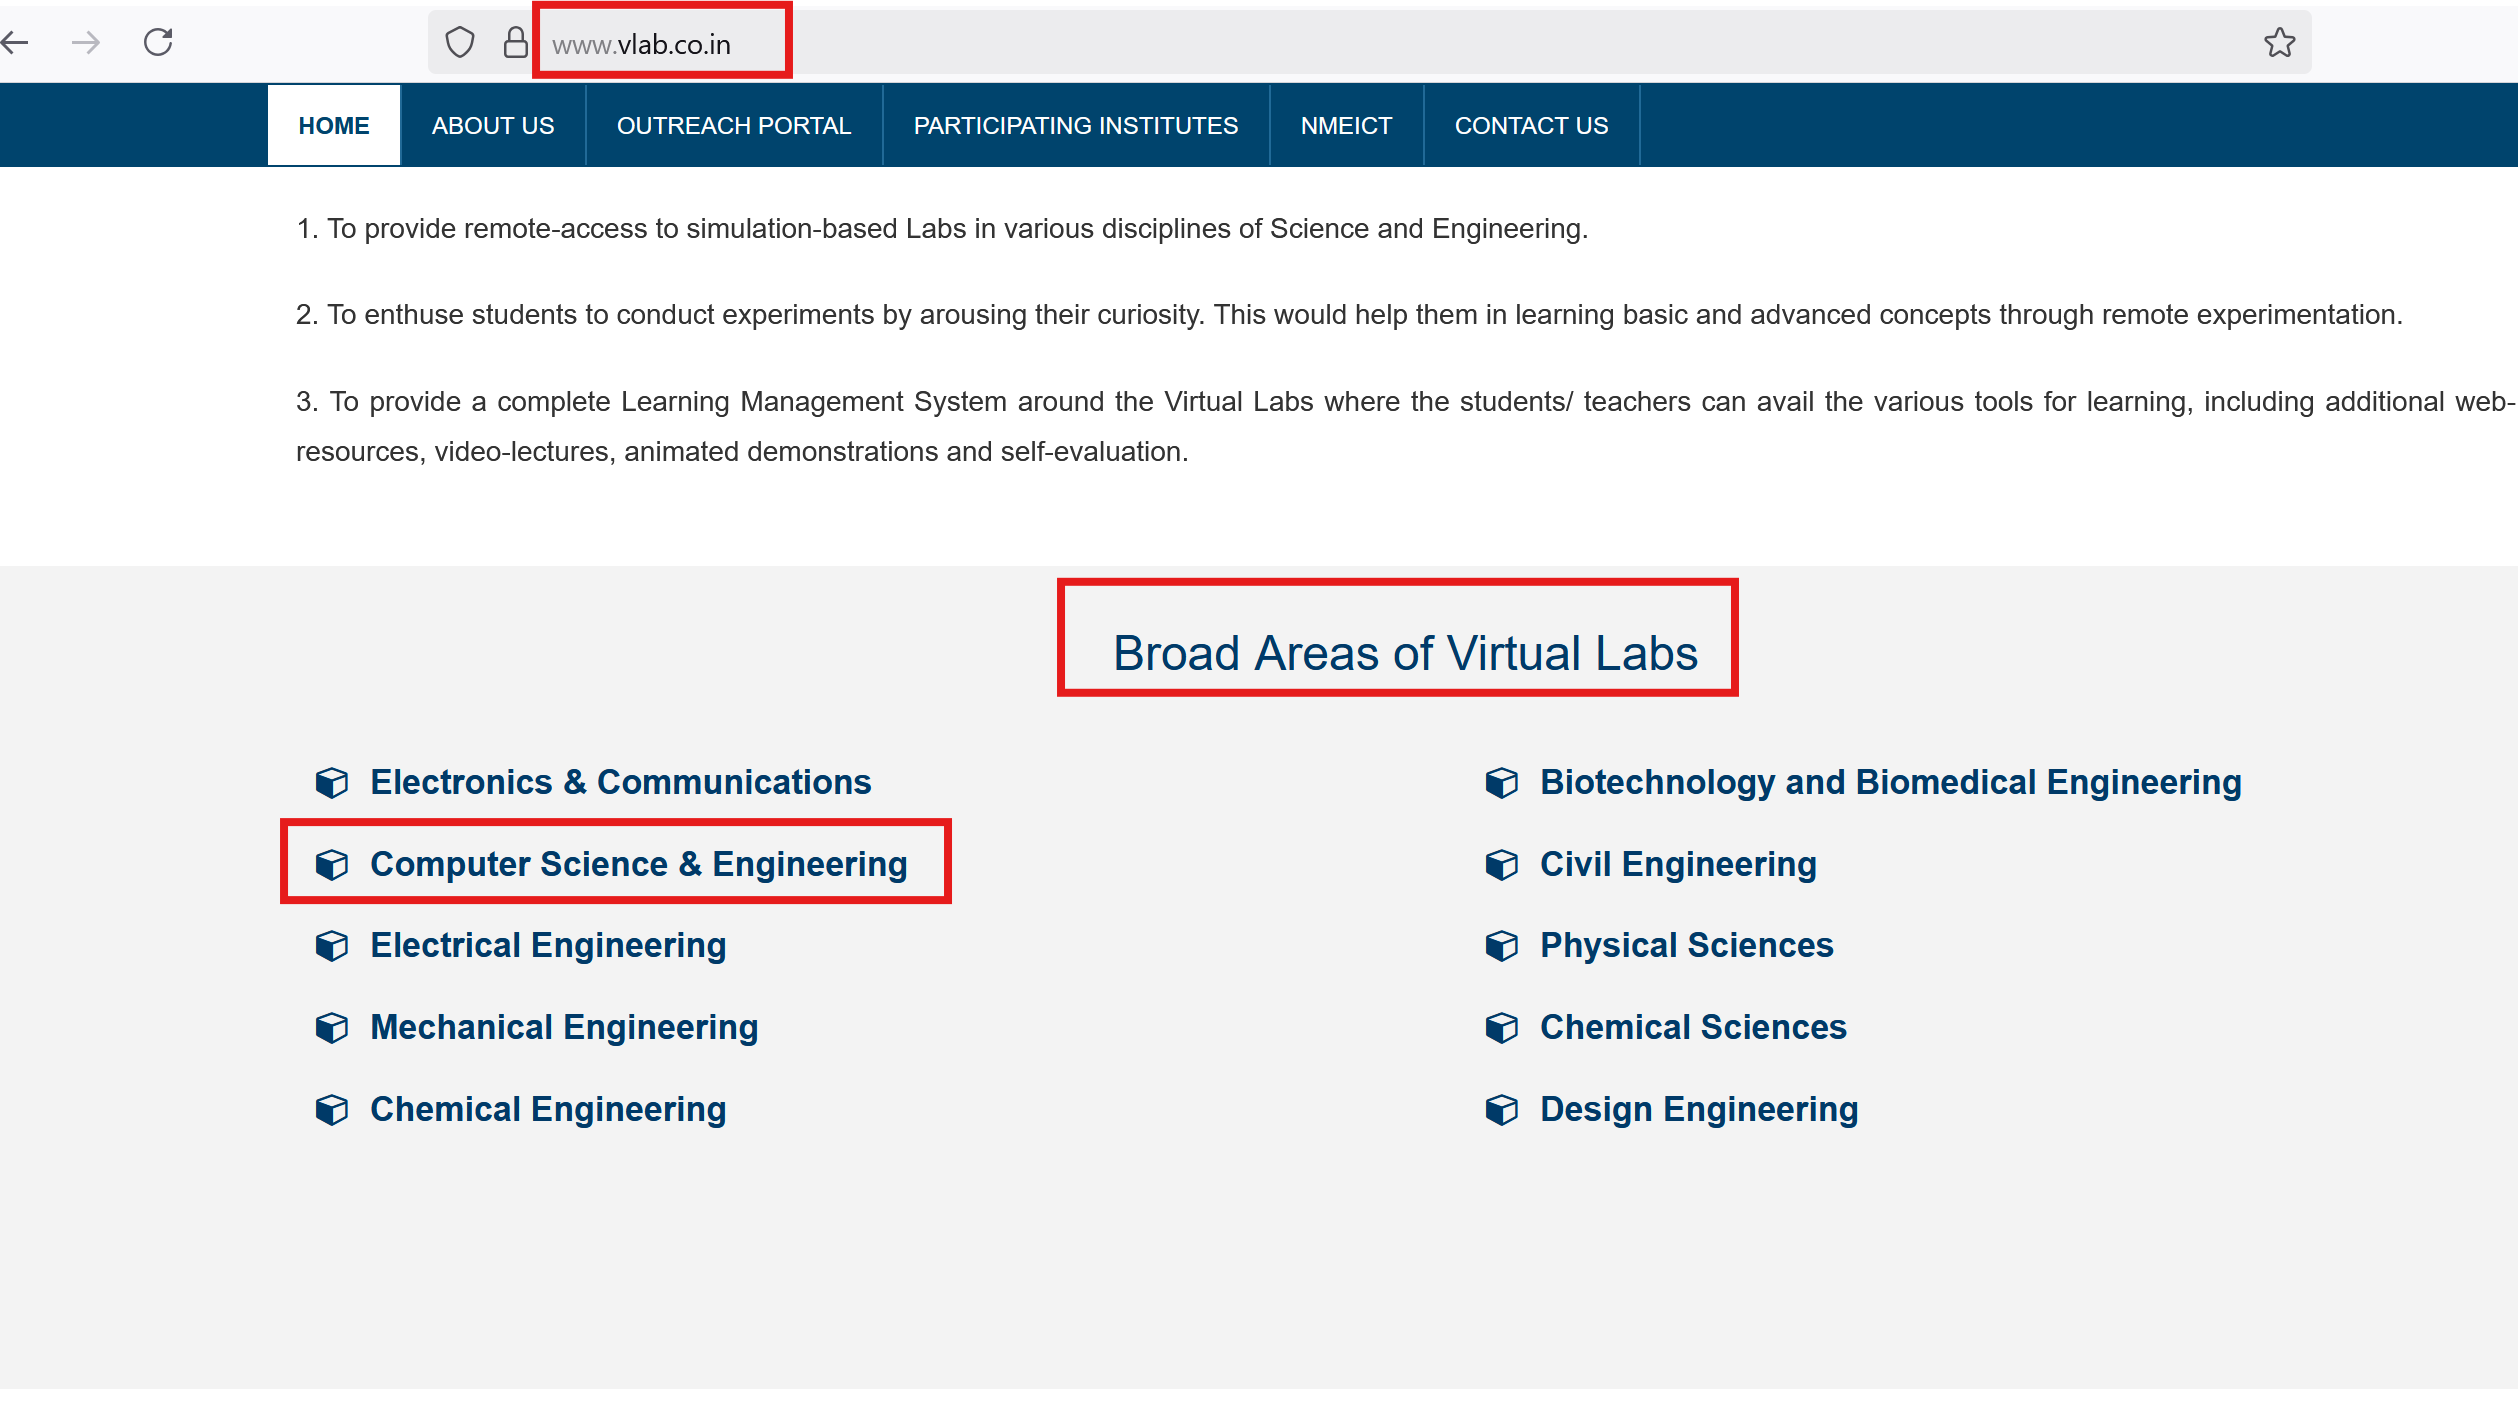 www.vlab.co.in
HOME ABOUT US OUTREACH PORTAL PARTICIPATING INSTITUTES NMEICT CONTACT US
1. To provide remote-access to simulation-based Labs in various disciplines of Science and Engineering.
2. To enthuse students to conduct experiments by arousing their curiosity. This would help them in learning basic and advanced concepts through remote experimentation.
3. To provide a complete Learning Management System around the Virtual Labs where the students/ teachers can avail the various tools for learning, including additional web-
resources, video-lectures, animated demonstrations and self-evaluation.
Broad Areas of Virtual Labs
Electronics & Communications
Computer Science & Engineering
Electrical Engineering
Mechanical Engineering
Chemical Engineering
Biotechnology and Biomedical Engineering
Civil Engineering
Physical Sciences
Chemical Sciences
Design Engineering